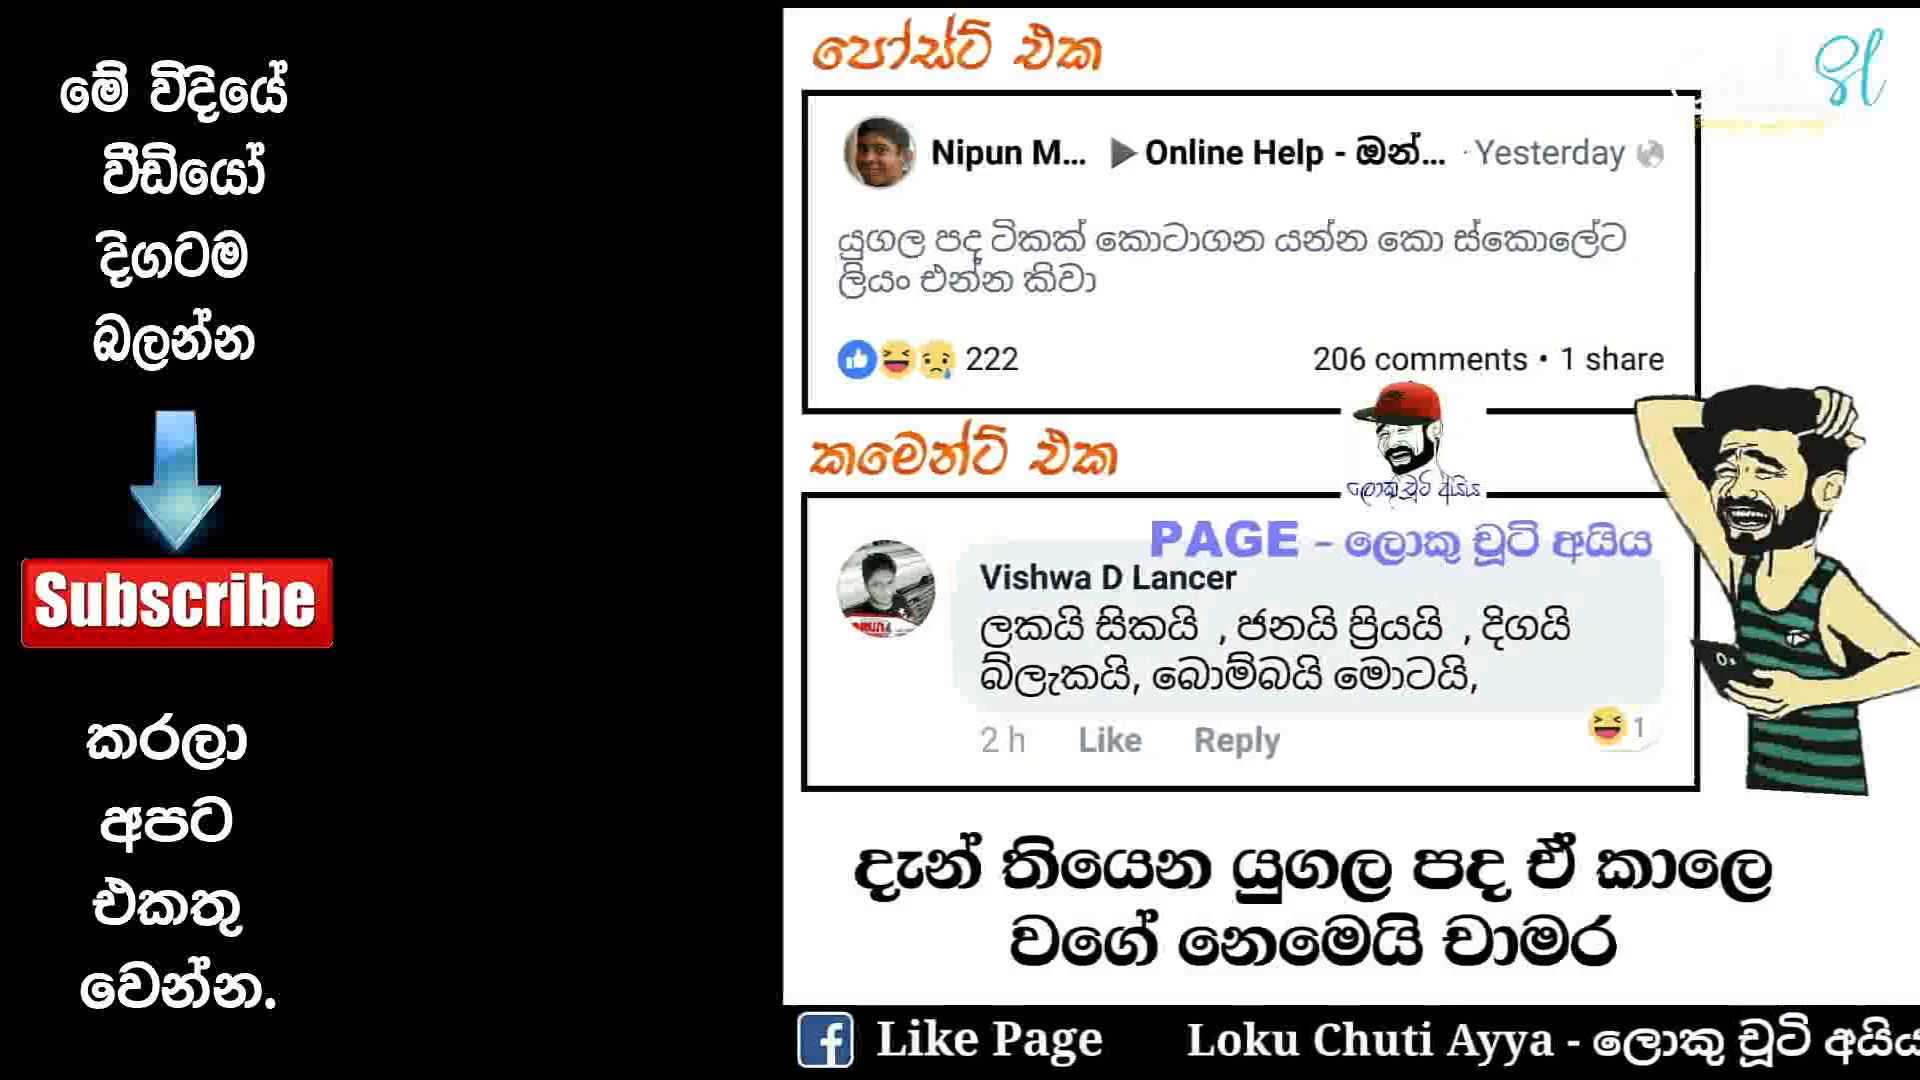 මේ විදියේ
වීඩියෝ
දිගටම
බලන්න
Subscribe
කරලා
අපට
එකතු
වෙන්න.
පෝස්ට් එක
Sl
Nipun M... ▶ Online Help - ඔන්... · Yesterday
යුගල පද ටිකක් කොටාගන යන්න කො ස්කොලේට
ලියං එන්න කිවා
222
206 comments • 1 share
කමෙන්ට් එක
ලොකු චූටි අයිය
PAGE - ලොකු චූටි අයිය
Vishwa D Lancer
ලකයි සිකයි , ජනයි ප්‍රියයි , දිගයි
බ්ලැකයි, බොම්බයි මොටයි,
2 h Like Reply
1
දැන් තියෙන යුගල පද ඒ කාලෙ
වගේ නෙමෙයි චාමර
Like Page Loku Chuti Ayya - ලොකු චූටි අයිය